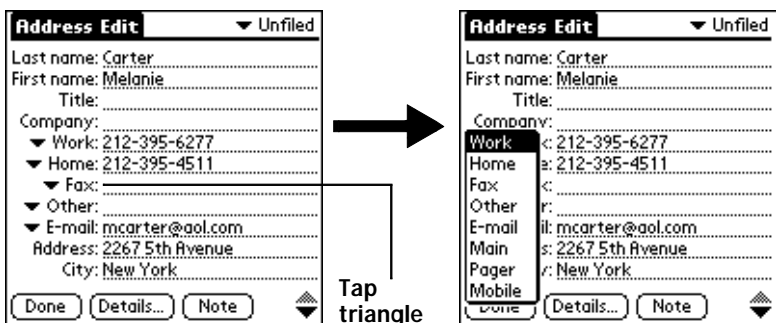 Address Edit Unfiled
Last name: Carter
First name: Melanie
Title:
Company:
Work: 212-395-6277
Home: 212-395-4511
Fax:
Other:
E-mail: mcarter@aol.com
Address: 2267 5th Avenue
City: New York
Done Details... Note
Tap
triangle
Address Edit Unfiled
Last name: Carter
First name: Melanie
Title:
Company:
Work k: 212-395-6277
Home e: 212-395-4511
Fax x:
Other r:
E-mail il: mcarter@aol.com
Main s: 2267 5th Avenue
Pager y: New York
Mobile
Done Details... Note